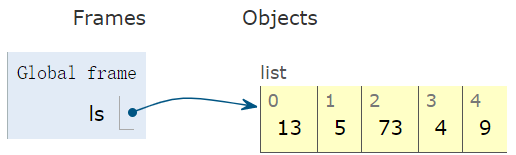 Frames Objects
Global frame
ls
list
0 1 2 3 4
13 5 73 4 9